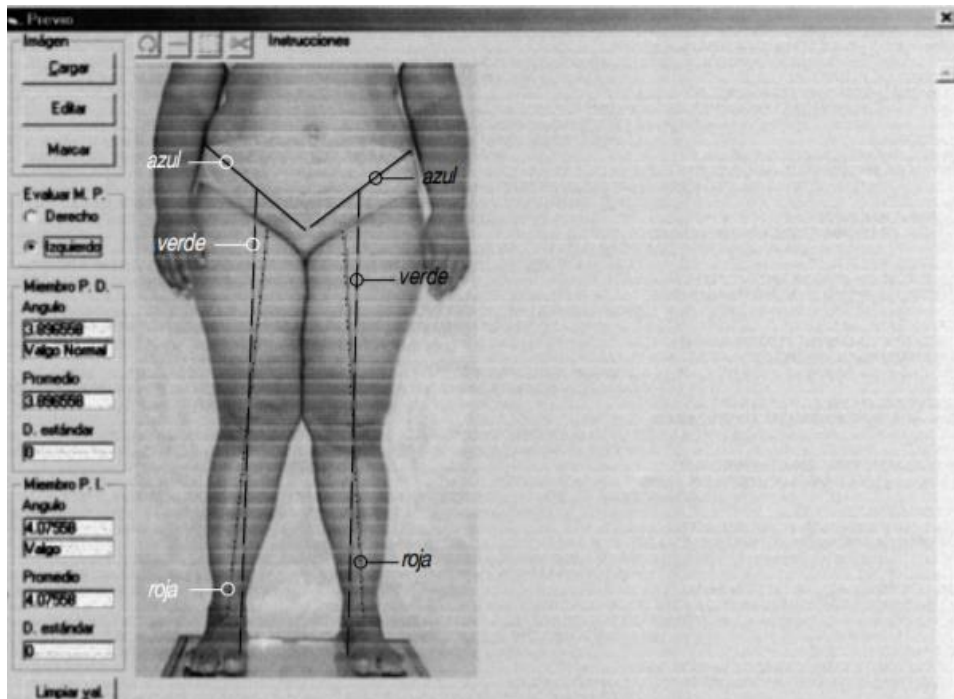 Previo
Imágen
Cargar
Editar
Marcar
Instrucciones
Evaluar M. P.
Derecho
Izquierdo
Miembro P. D.
Angulo
3.896558
Valgo Normal
Promedio
3.896558
D. estándar
0
Miembro P. I.
Angulo
4.07558
Valgo
Promedio
4.07558
D. estándar
0
Limpiar val.
azul
azul
verde
verde
roja
roja